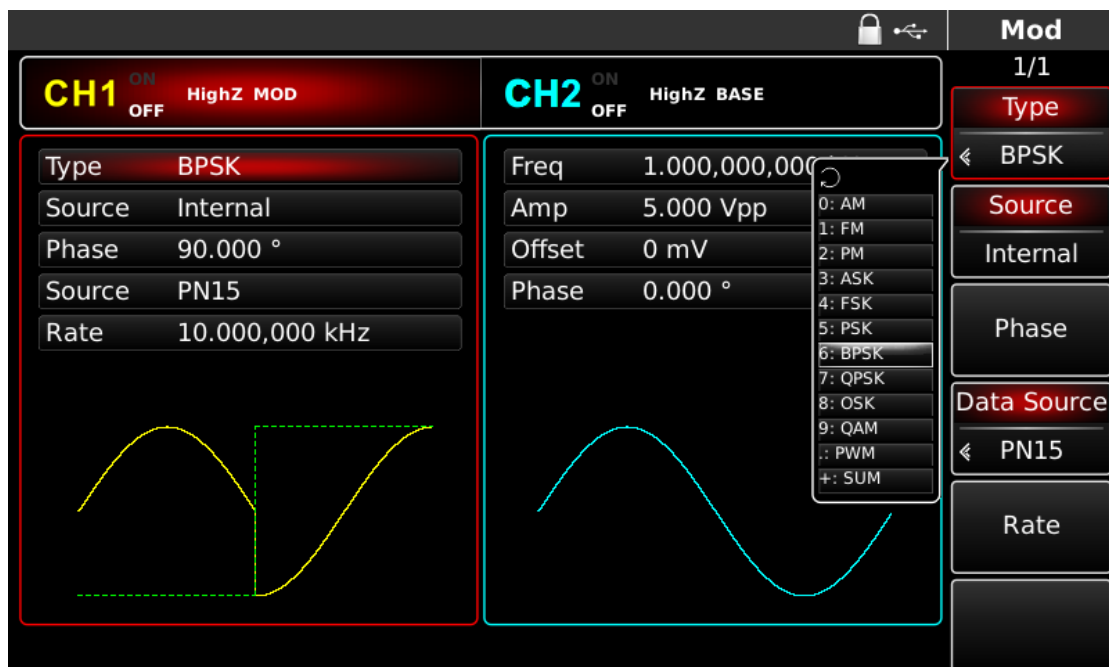 Mod
1/1
CH1 ON OFF HighZ MOD
CH2 ON OFF HighZ BASE
Type BPSK
Source Internal
Phase 90.000 °
Source PN15
Rate 10.000,000 kHz
Freq 1.000,000,000
Amp 5.000 Vpp
Offset 0 mV
Phase 0.000 °
0: AM
1: FM
2: PM
3: ASK
4: FSK
5: PSK
6: BPSK
7: QPSK
8: OSK
9: QAM
.: PWM
+: SUM
Type
BPSK
Source
Internal
Phase
Data Source
PN15
Rate